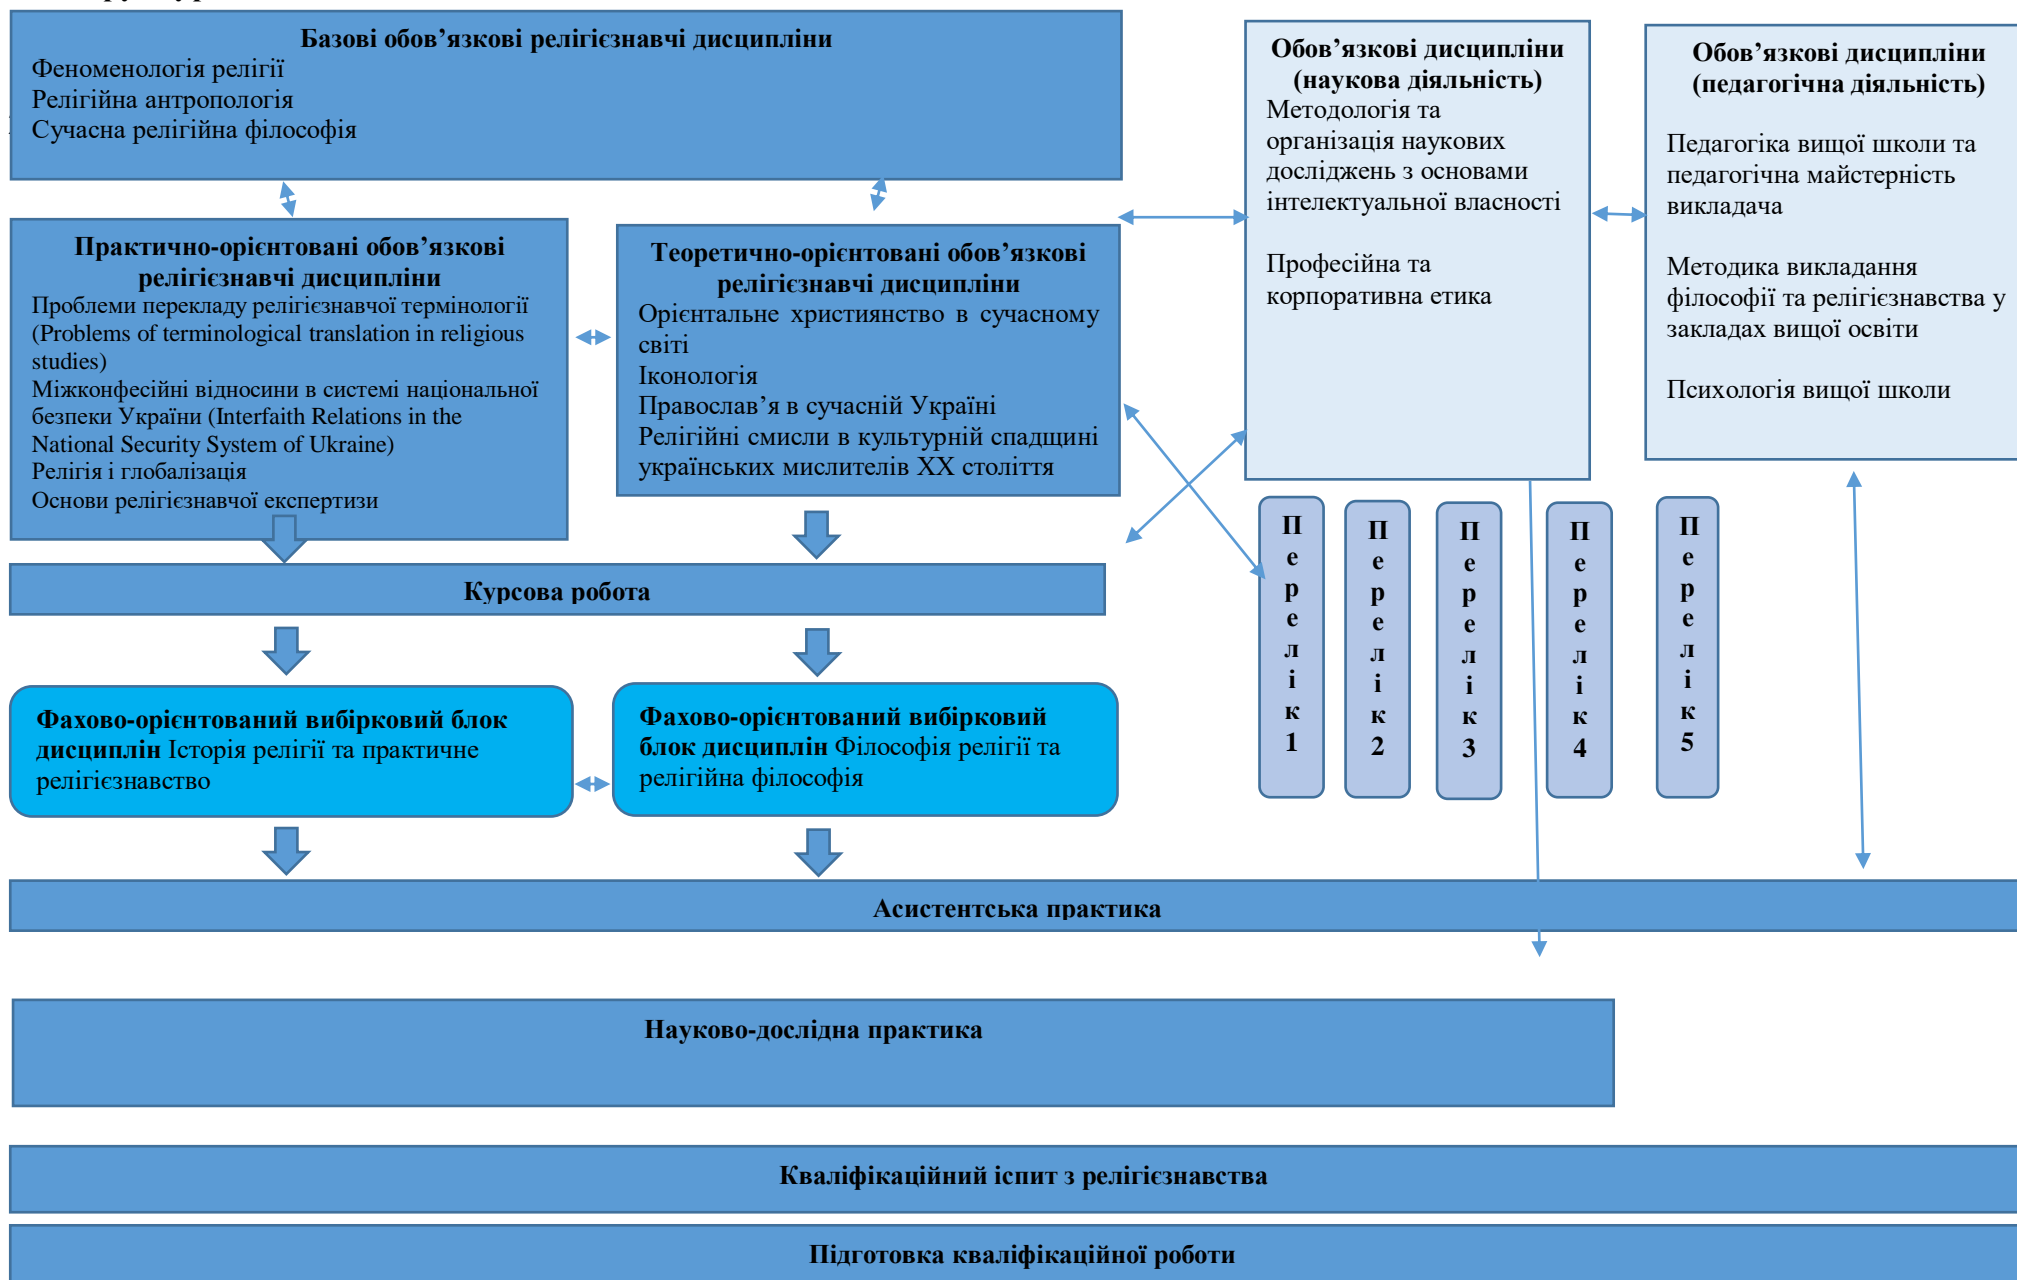 Базові обов’язкові релігієзнавчі дисципліни
Феноменологія релігії
Релігійна антропологія
Сучасна релігійна філософія
Обов’язкові дисципліни
(наукова діяльність)
Методологія та
організація наукових
досліджень з основами
інтелектуальної власності
Професійна та
корпоративна етика
Обов’язкові дисципліни
(педагогічна діяльність)
Педагогіка вищої школи та
педагогічна майстерність
викладача
Методика викладання
філософії та релігієзнавства у
закладах вищої освіти
Психологія вищої школи
Практично-орієнтовані обов’язкові
релігієзнавчі дисципліни
Проблеми перекладу релігієзнавчої термінології
(Problems of terminological translation in religious
studies)
Міжконфесійні відносини в системі національної
безпеки України (Interfaith Relations in the
National Security System of Ukraine)
Релігія і глобалізація
Основи релігієзнавчої експертизи
Теоретично-орієнтовані обов’язкові
релігієзнавчі дисципліни
Орієнтальне християнство в сучасному
світі
Іконологія
Православ’я в сучасній Україні
Релігійні смисли в культурній спадщині
українських мислителів ХХ століття
Перелік 1
Перелік 2
Перелік 3
Перелік 4
Перелік 5
Курсова робота
Фахово-орієнтований вибірковий блок
дисциплін Історія релігії та практичне
релігієзнавство
Фахово-орієнтований вибірковий
блок дисциплін Філософія релігії та
релігійна філософія
Асистентська практика
Науково-дослідна практика
Кваліфікаційний іспит з релігієзнавства
Підготовка кваліфікаційної роботи